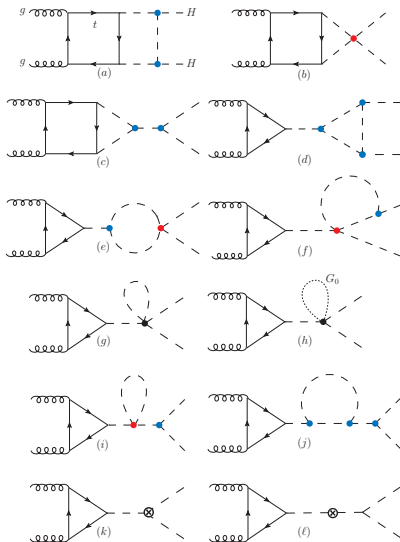 g t H
g H
(a) (b)
(c) (d)
(e) (f)
G₀
(g) (h)
(i) (j)
(k) (ℓ)